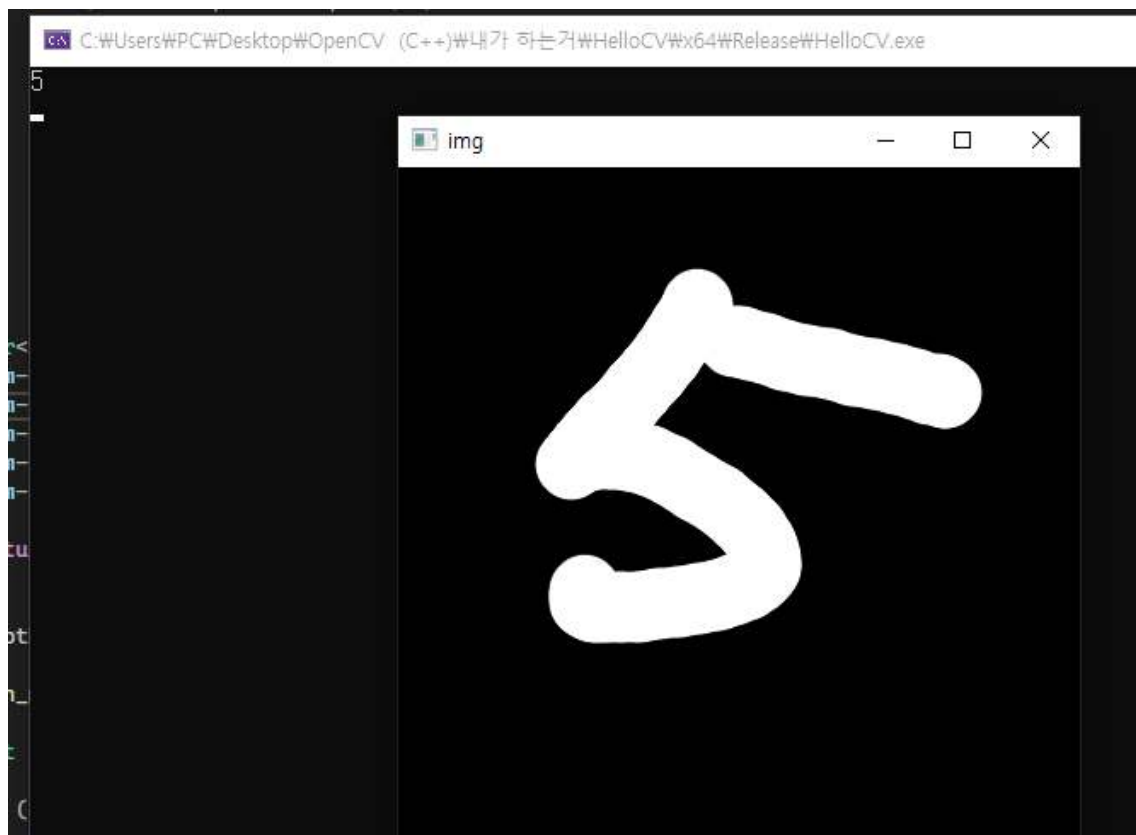 C:₩Users₩PC₩Desktop₩OpenCV (C++)₩내가 하는거₩HelloCV₩x64₩Release₩HelloCV.exe
5
img
5